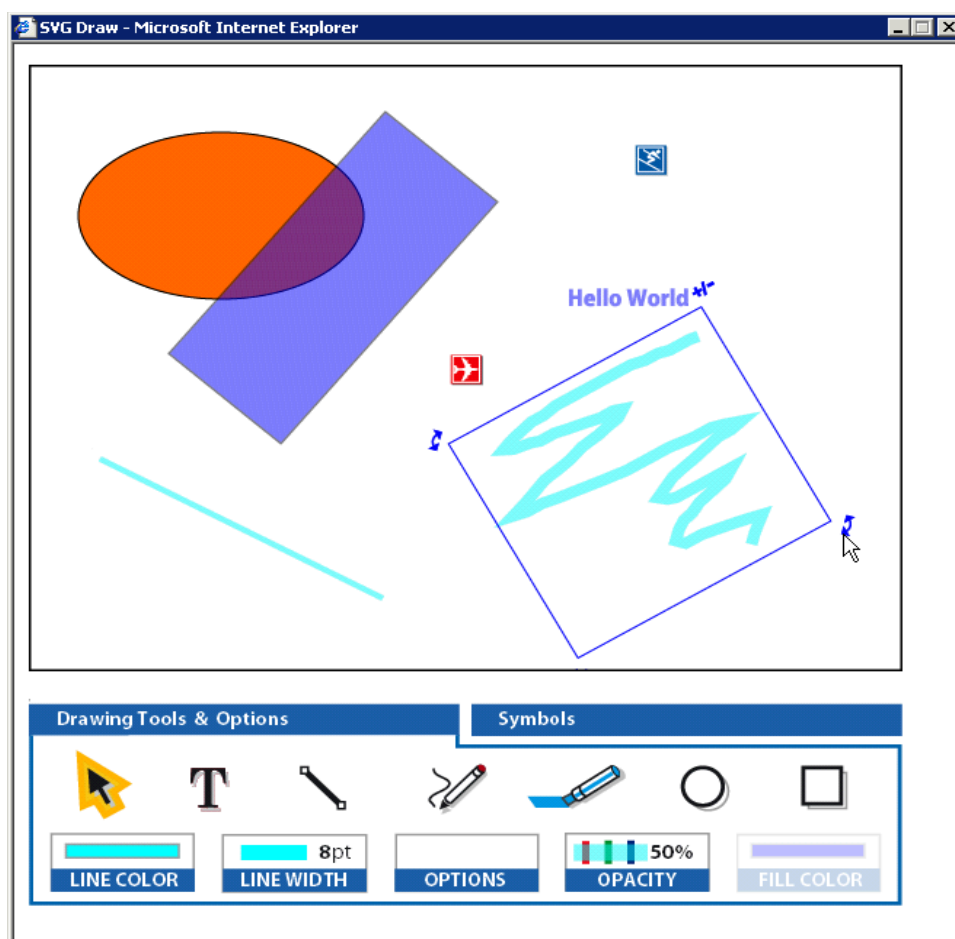 SVG Draw - Microsoft Internet Explorer
Hello World +/-
Drawing Tools & Options
Symbols
T
8pt
50%
LINE COLOR
LINE WIDTH
OPTIONS
OPACITY
FILL COLOR